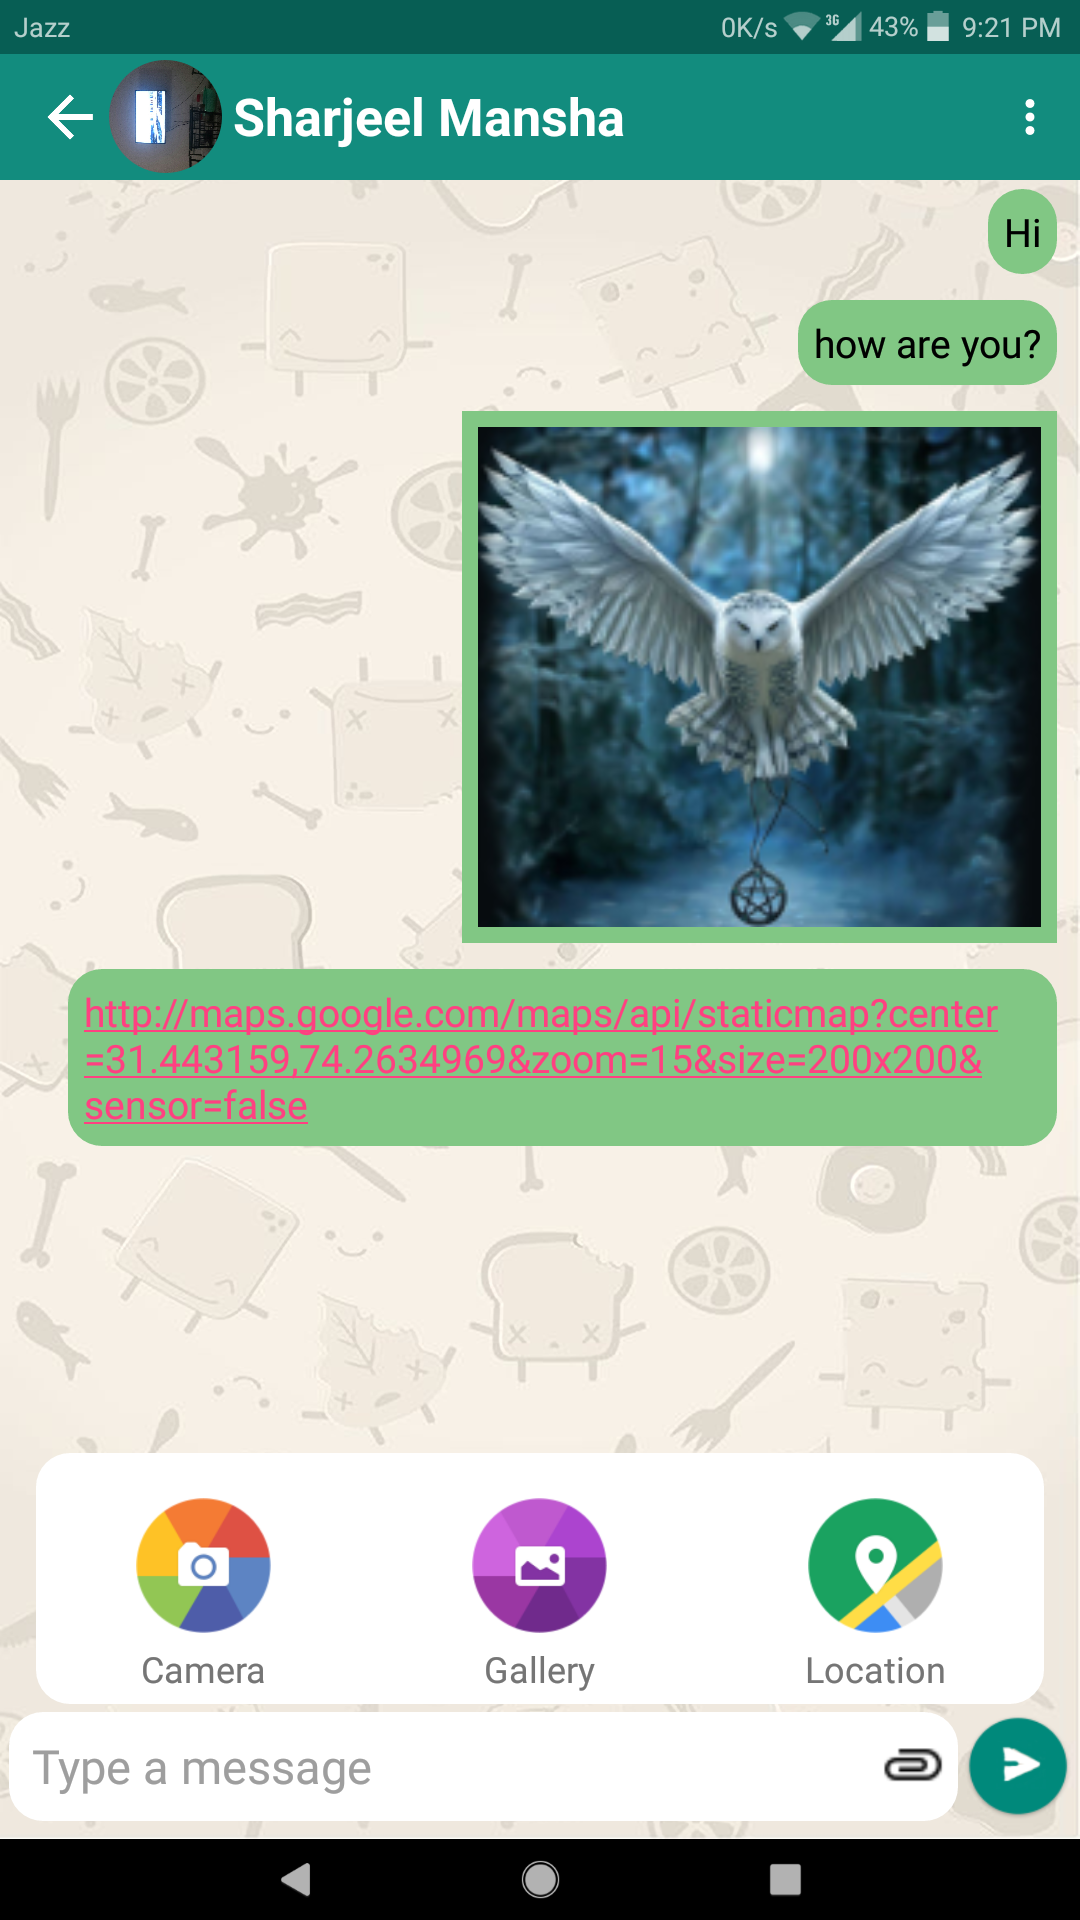 Jazz
0K/s 3G 43% 9:21 PM
Sharjeel Mansha
Hi
how are you?
http://maps.google.com/maps/api/staticmap?center
=31.443159,74.2634969&zoom=15&size=200x200&
sensor=false
Camera Gallery Location
Type a message